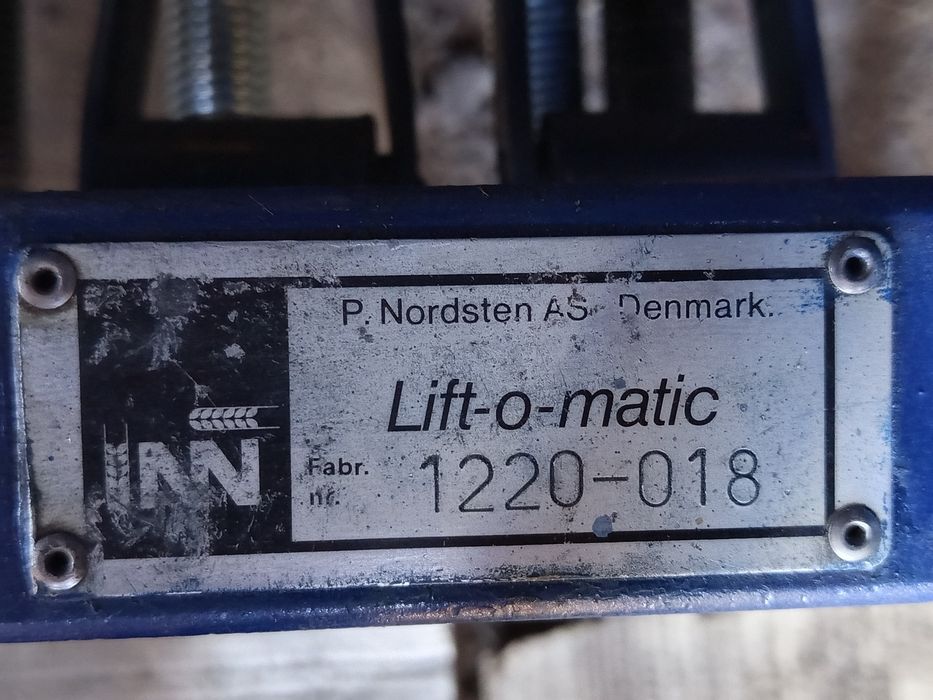 P. Nordsten AS - Denmark.
Lift-o-matic
Fabr.
nr. 1220-018